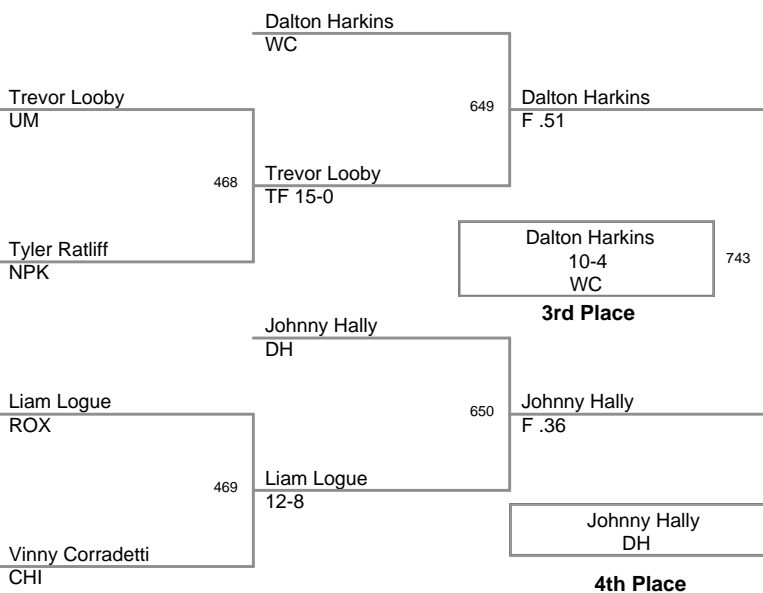 Dalton Harkins
WC
Trevor Looby
UM
649
Dalton Harkins
F .51
468
Trevor Looby
TF 15-0
Tyler Ratliff
NPK
Dalton Harkins
10-4
WC
743
3rd Place
Johnny Hally
DH
Liam Logue
ROX
650
Johnny Hally
F .36
469
Liam Logue
12-8
Johnny Hally
DH
Vinny Corradetti
CHI
4th Place